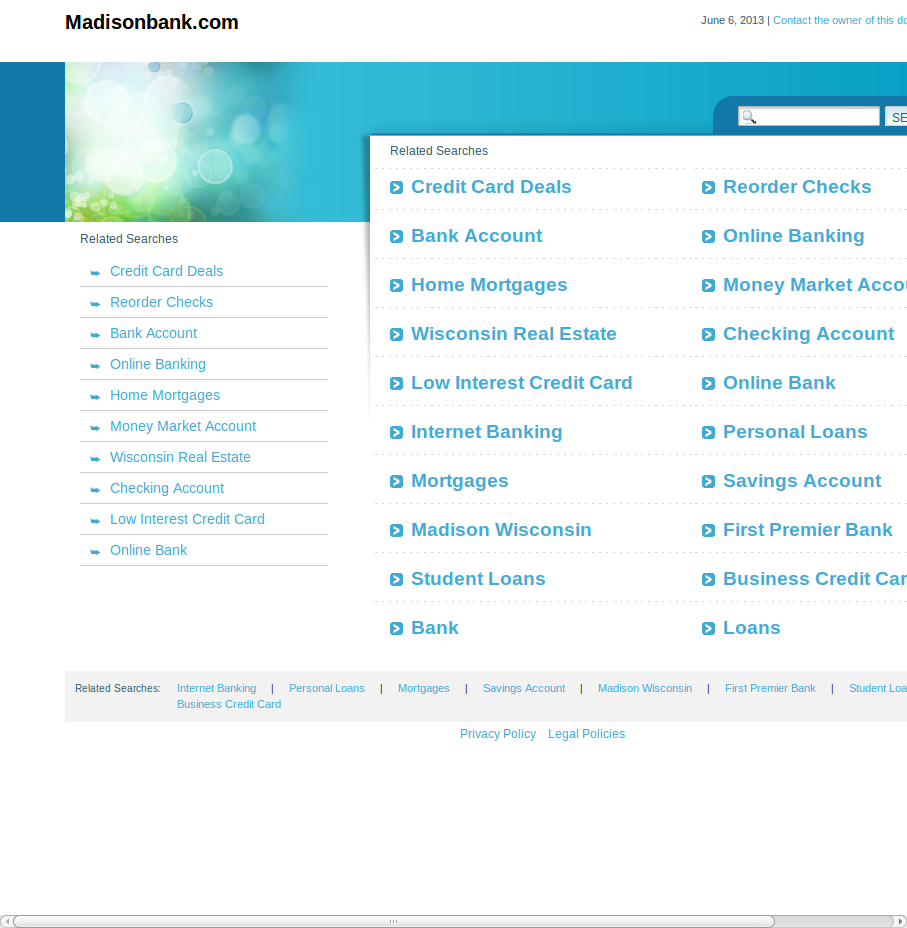 Madisonbank.com
June 6, 2013 | Contact the owner of this
Related Searches
Credit Card Deals
Reorder Checks
Bank Account
Online Banking
Home Mortgages
Money Market Account
Wisconsin Real Estate
Checking Account
Low Interest Credit Card
Online Bank
Related Searches
Credit Card Deals
Reorder Checks
Bank Account
Online Banking
Home Mortgages
Money Market
Wisconsin Real Estate
Checking Account
Low Interest Credit Card
Online Bank
Internet Banking
Personal Loans
Mortgages
Savings Account
Madison Wisconsin
First Premier Bank
Student Loans
Business Credit
Bank
Loans
Related Searches: Internet Banking | Personal Loans | Mortgages | Savings Account | Madison Wisconsin | First Premier Bank | Student
Business Credit Card
Privacy Policy Legal Policies